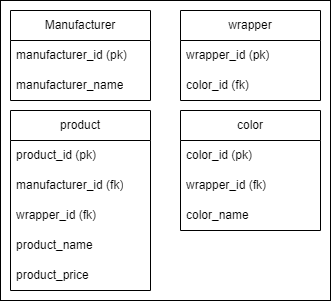 Manufacturer
manufacturer_id (pk)
manufacturer_name
wrapper
wrapper_id (pk)
color_id (fk)
product
product_id (pk)
manufacturer_id (fk)
wrapper_id (fk)
product_name
product_price
color
color_id (pk)
wrapper_id (fk)
color_name